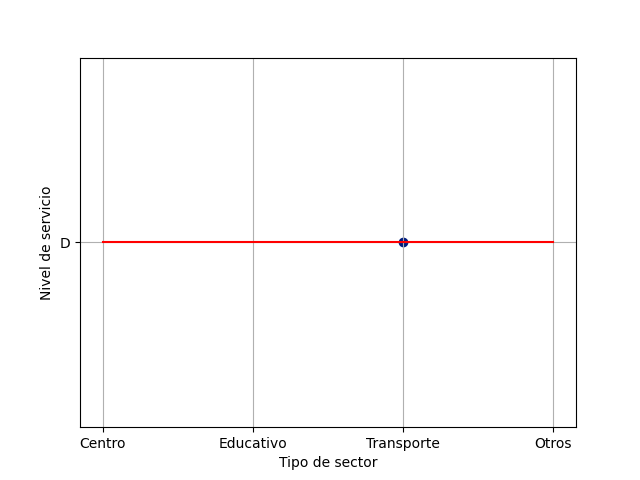 Nivel de servicio
D
Centro Educativo Transporte Otros
Tipo de sector